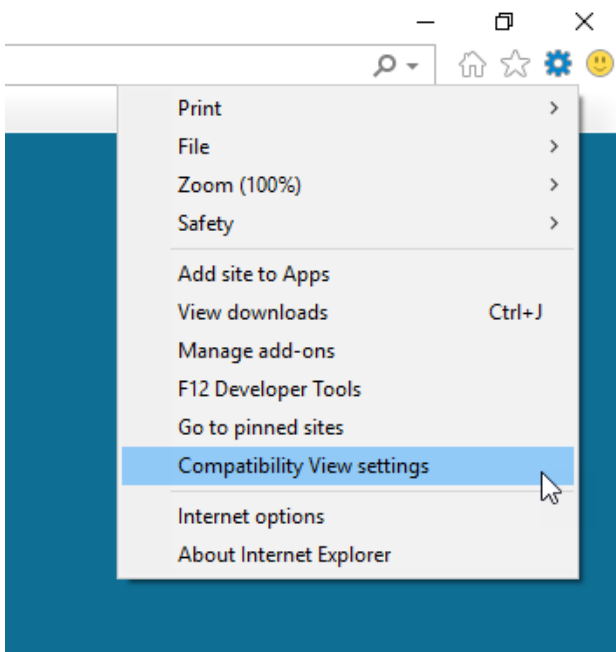 Print
File
Zoom (100%)
Safety
Add site to Apps
View downloads Ctrl+J
Manage add-ons
F12 Developer Tools
Go to pinned sites
Compatibility View settings
Internet options
About Internet Explorer